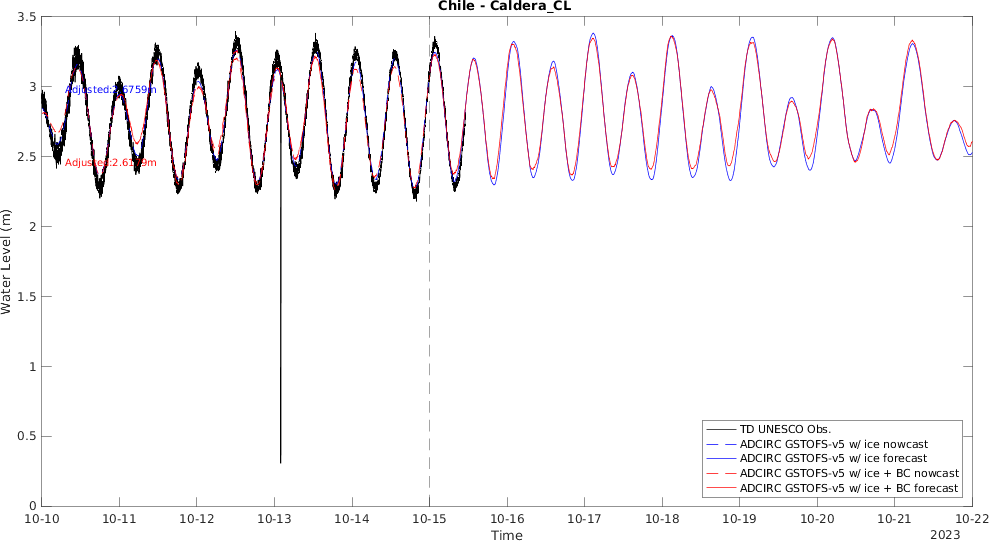 Chile - Caldera_CL
3.5
3
2.5
2
1.5
1
0.5
0
Water Level (m)
Adjusted:2.6759m
TD UNESCO Obs.
ADCIRC GSTOFS-v5 w/ ice nowcast
ADCIRC GSTOFS-v5 w/ ice forecast
ADCIRC GSTOFS-v5 w/ ice + BC nowcast
ADCIRC GSTOFS-v5 w/ ice + BC forecast
10-10 10-11 10-12 10-13 10-14 10-15 10-16 10-17 10-18 10-19 10-20 10-21 10-22
Time
2023